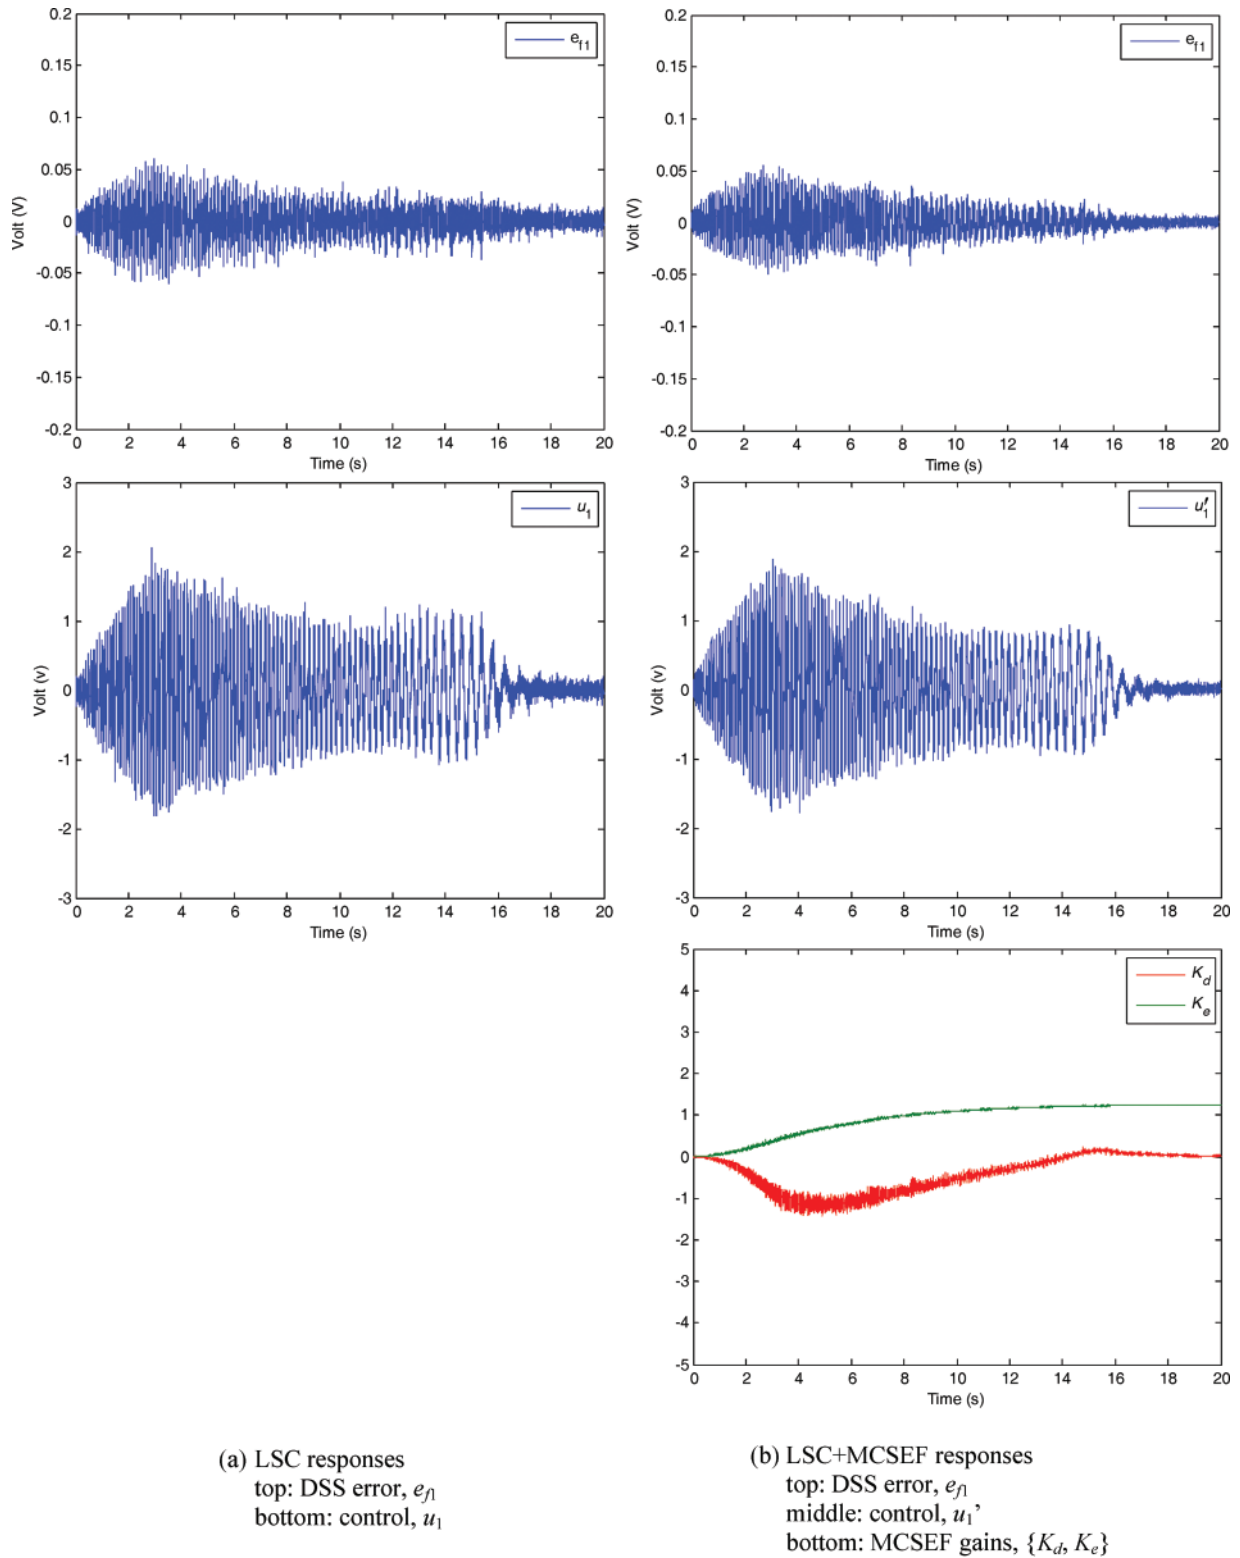 0.2
0.15
0.1
0.05
0
-0.05
-0.1
-0.15
-0.2
Volt (V)
e_f1
0 2 4 6 8 10 12 14 16 18 20
Time (s)
0.2
0.15
0.1
0.05
0
-0.05
-0.1
-0.15
-0.2
Volt (V)
e_f1
0 2 4 6 8 10 12 14 16 18 20
Time (s)
3
2
1
0
-1
-2
-3
Volt (v)
u_1
0 2 4 6 8 10 12 14 16 18 20
Time (s)
3
2
1
0
-1
-2
-3
Volt (v)
u_1′
0 2 4 6 8 10 12 14 16 18 20
Time (s)
5
4
3
2
1
0
-1
-2
-3
-4
-5
K_d
K_e
0 2 4 6 8 10 12 14 16 18 20
Time (s)
(a) LSC responses
top: DSS error, e_f1
bottom: control, u_1
(b) LSC+MCSEF responses
top: DSS error, e_f1
middle: control, u_1’
bottom: MCSEF gains, {K_d, K_e}